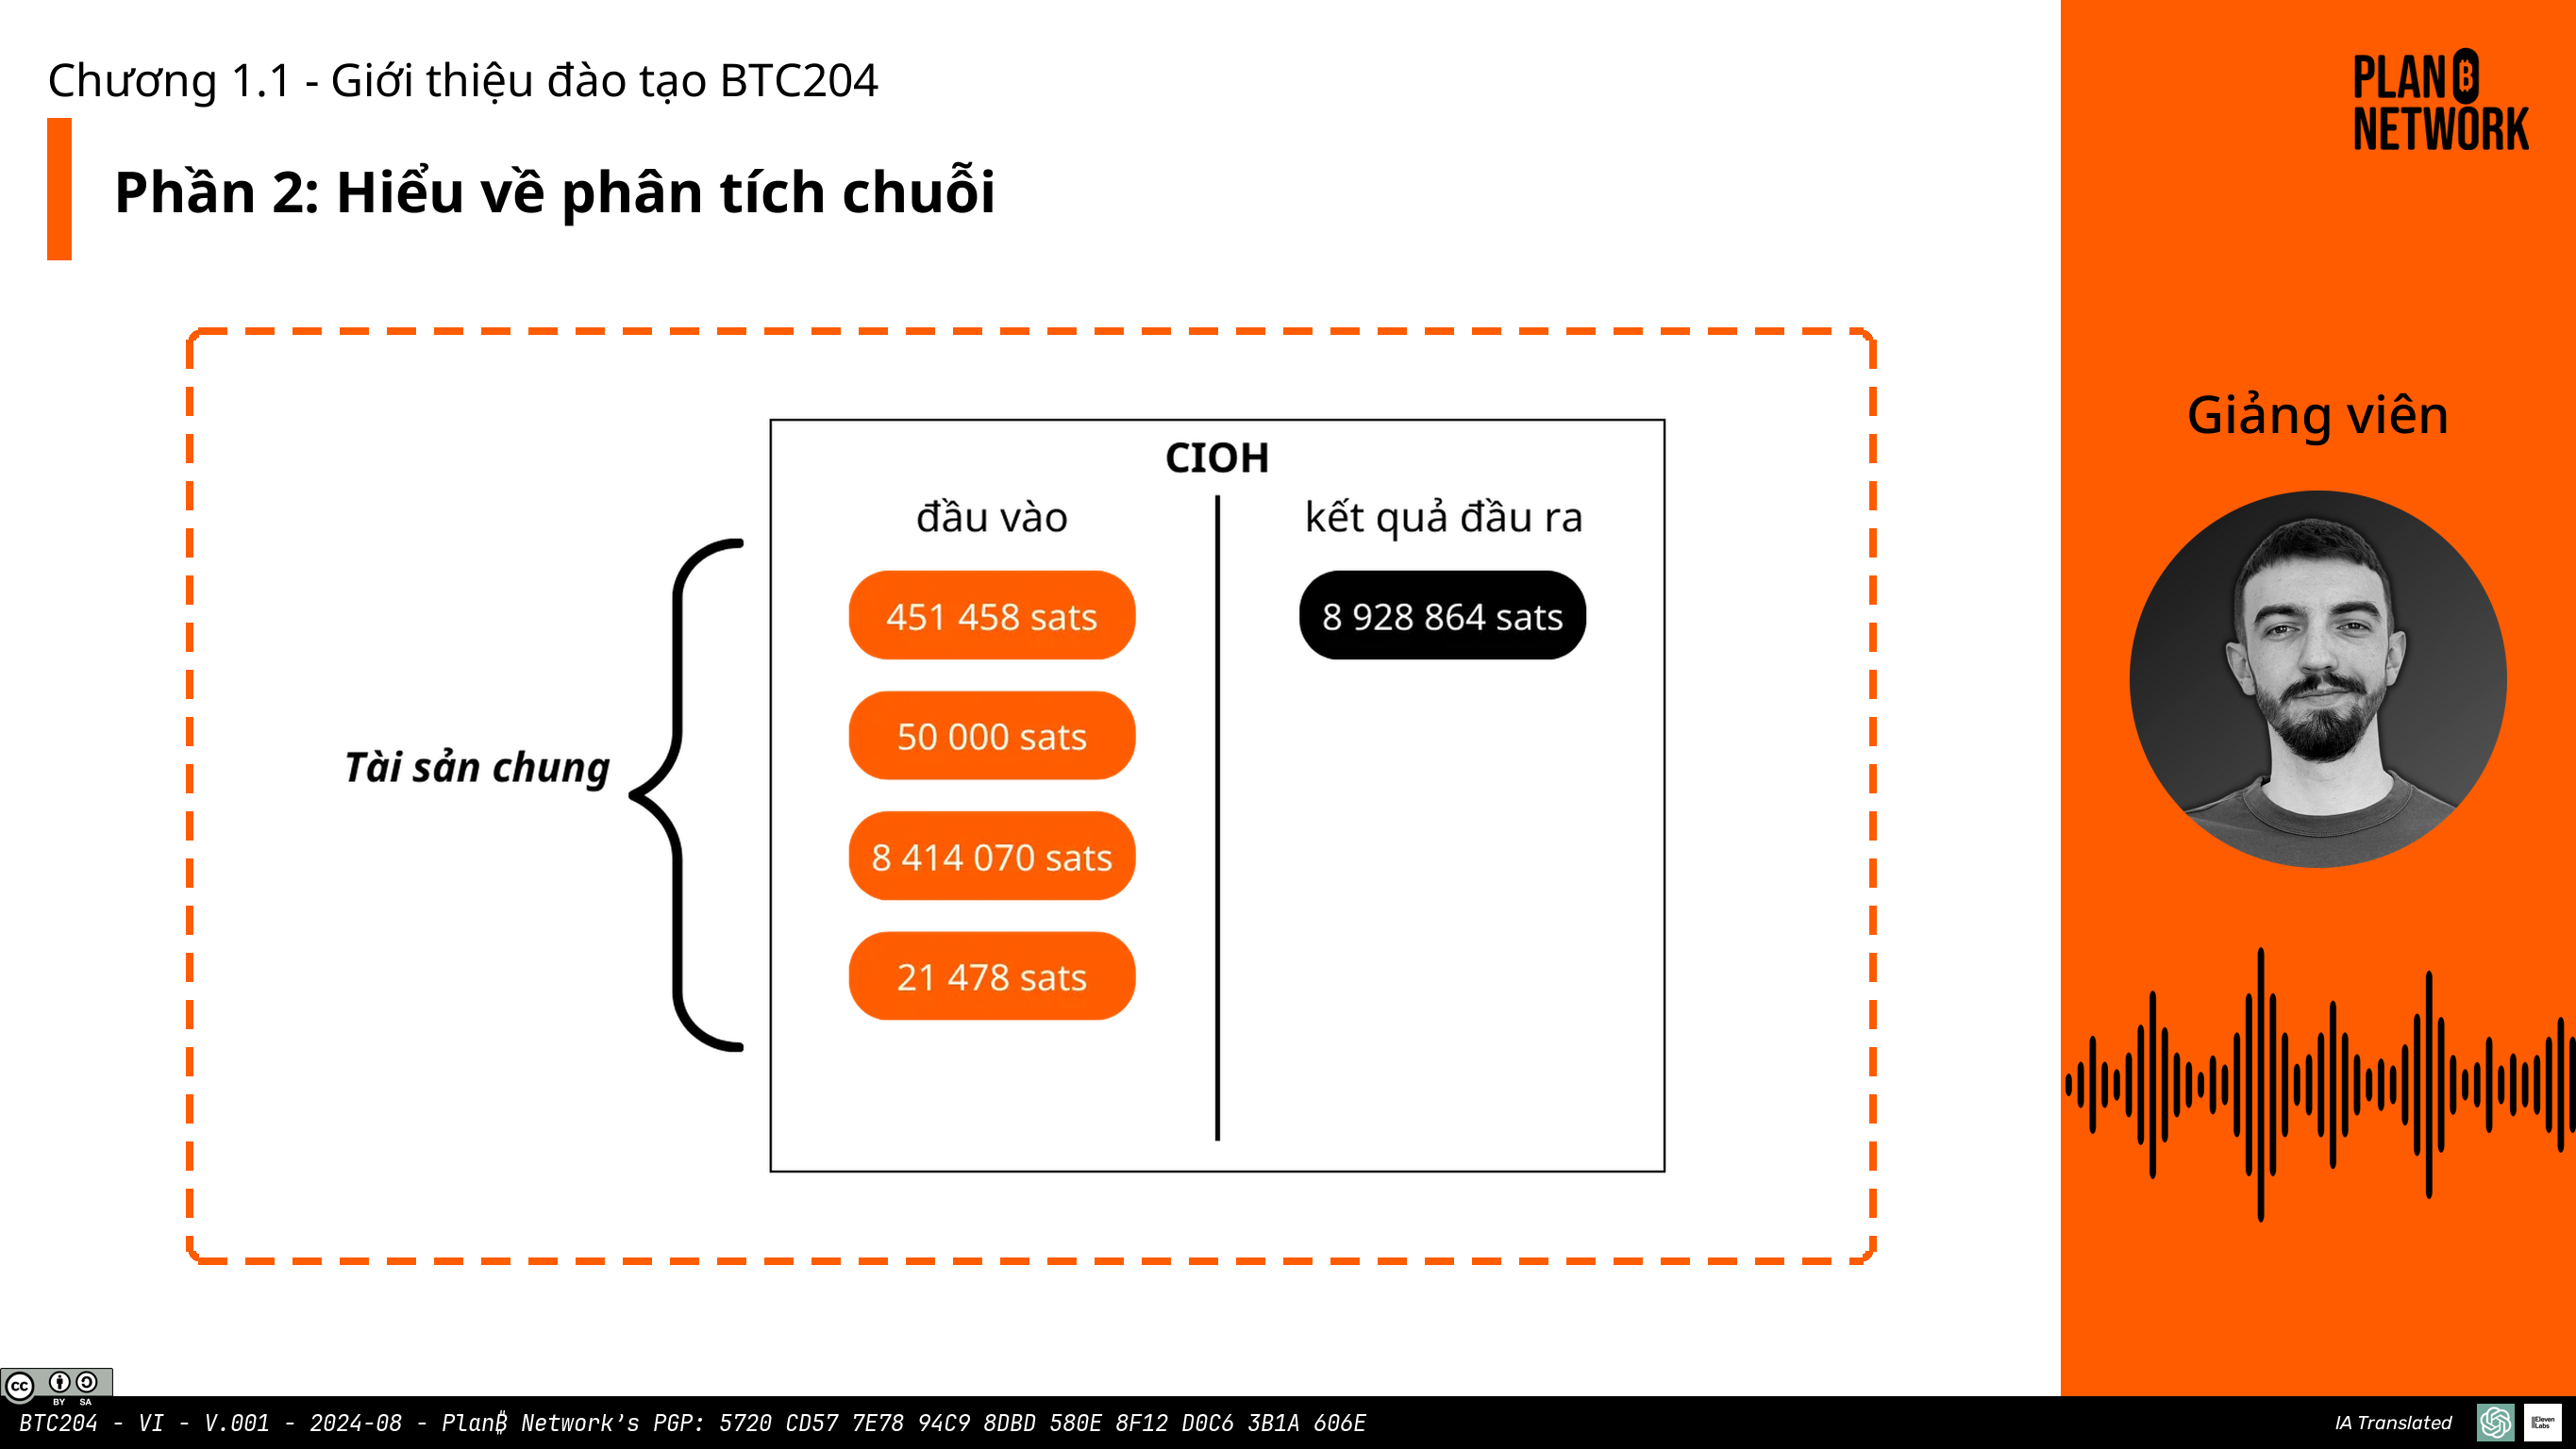 Chương 1.1 - Giới thiệu đào tạo BTC204
PLAN ₿
NETWORK
Phần 2: Hiểu về phân tích chuỗi
Giảng viên
CIOH
đầu vào
kết quả đầu ra
451 458 sats
8 928 864 sats
50 000 sats
Tài sản chung
8 414 070 sats
21 478 sats
cc
BY SA
BTC204 - VI - V.001 - 2024-08 - Plan₿ Network’s PGP: 5720 CD57 7E78 94C9 8DBD 580E 8F12 D0C6 3B1A 606E
IA Translated
IIEleven
Labs